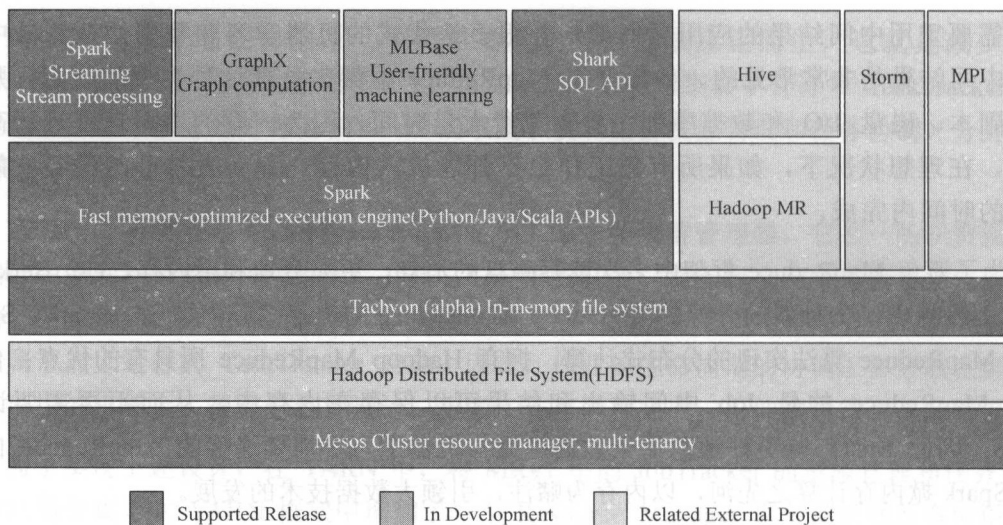 Spark
Streaming
Stream processing
GraphX
Graph computation
MLBase
User-friendly
machine learning
Shark
SQL API
Hive
Storm
MPI
Spark
Fast memory-optimized execution engine(Python/Java/Scala APIs)
Hadoop MR
Tachyon (alpha) In-memory file system
Hadoop Distributed File System(HDFS)
Mesos Cluster resource manager, multi-tenancy
Supported Release
In Development
Related External Project